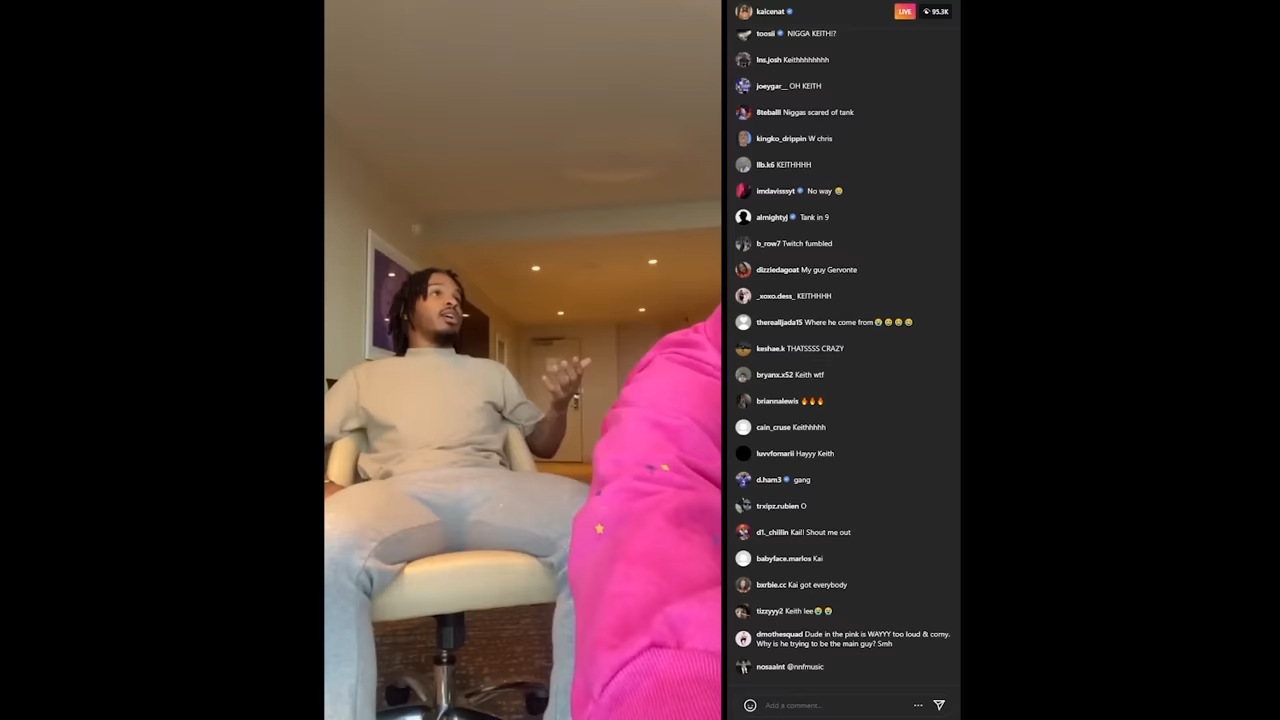 kaicenat
LIVE 95.3K
toosii NIGGA KEITH!?
lns.josh Keithhhhhhhh
joeygar__ OH KEITH
8teballl Niggas scared of tank
kingko_drippin W chris
llb.k6 KEITHHHH
imdavisssyt No way 😂
almightyj Tank in 9
b_row7 Twitch fumbled
dizziedagoat My guy Gervonte
_xoxo.dess_ KEITHHHH
therealljada15 Where he come from😭😂😂😂
keshae.k THATSSSS CRAZY
bryanx.x52 Keith wtf
briannalewis 🔥🔥🔥
cain_cruse Keithhhhh
luvvfomarii Hayyy Keith
d.ham3 gang
trxipz.rubien O
d1._chillin Kaii! Shout me out
babyface.marlos Kai
bxrbie.cc Kai got everybody
tizzyyy2 Keith lee😭😭
dmothesquad Dude in the pink is WAYYY too loud & corny.
Why is he trying to be the main guy? Smh
nosaaint @nnfmusic
Add a comment...